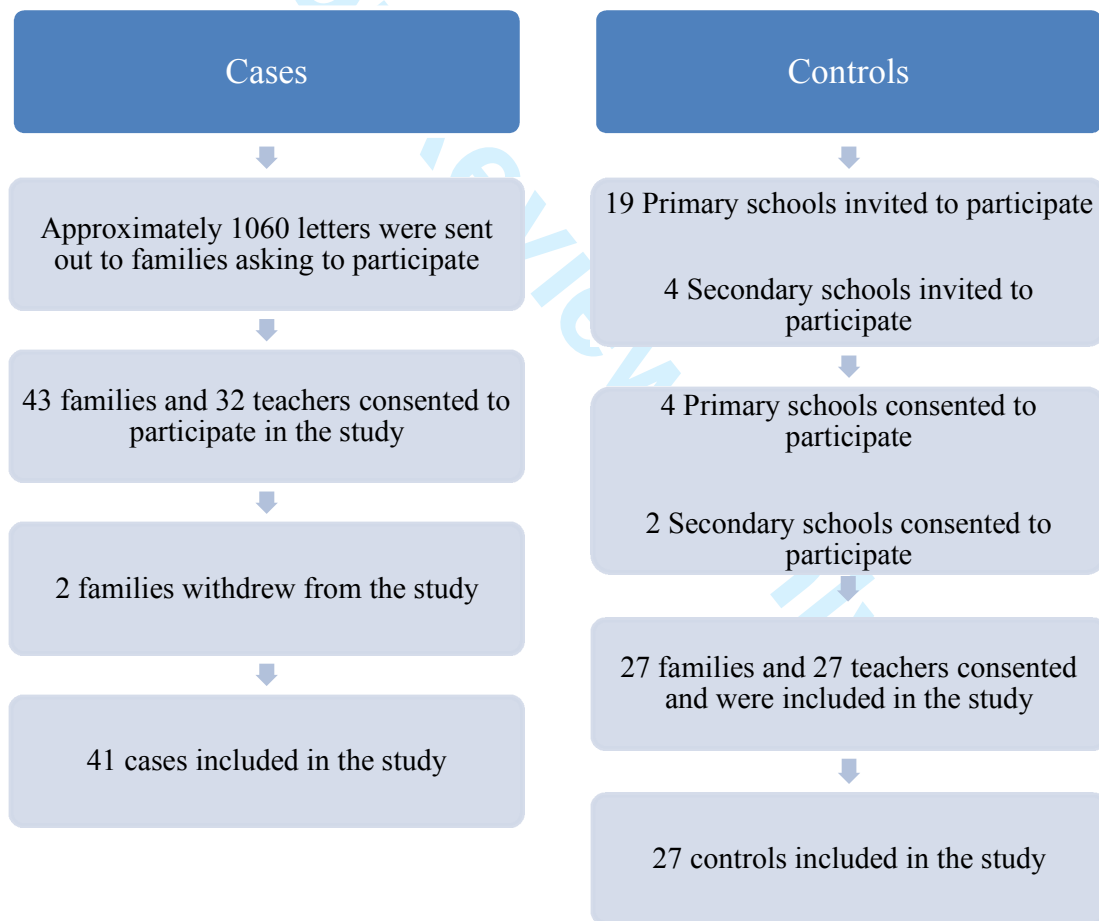 Cases
Approximately 1060 letters were sent
out to families asking to participate
43 families and 32 teachers consented to
participate in the study
2 families withdrew from the study
41 cases included in the study
Controls
19 Primary schools invited to participate
4 Secondary schools invited to
participate
4 Primary schools consented to
participate
2 Secondary schools consented to
participate
27 families and 27 teachers consented
and were included in the study
27 controls included in the study